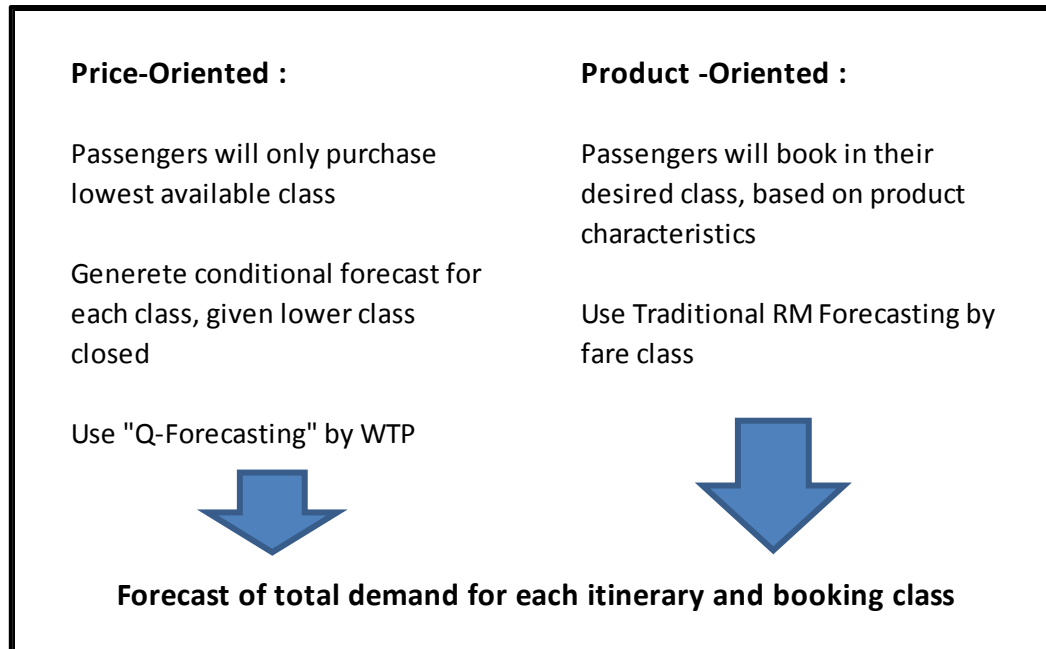 Price-Oriented :
Passengers will only purchase
lowest available class
Generete conditional forecast for
each class, given lower class
closed
Use "Q-Forecasting" by WTP
Product -Oriented :
Passengers will book in their
desired class, based on product
characteristics
Use Traditional RM Forecasting by
fare class
Forecast of total demand for each itinerary and booking class